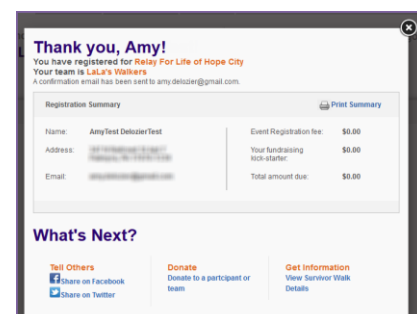 Thank you, Amy!
You have registered for Relay For Life of Hope City
Your team is LaLa's Walkers
A confirmation email has been sent to amy.delozier@gmail.com.
Registration Summary
Print Summary
Name: AmyTest DelozierTest
Address:
Email:
Event Registration fee: $0.00
Your fundraising kick-starter: $0.00
Total amount due: $0.00
What's Next?
Tell Others
Share on Facebook
Share on Twitter
Donate
Donate to a partcipant or
team
Get Information
View Survivor Walk
Details